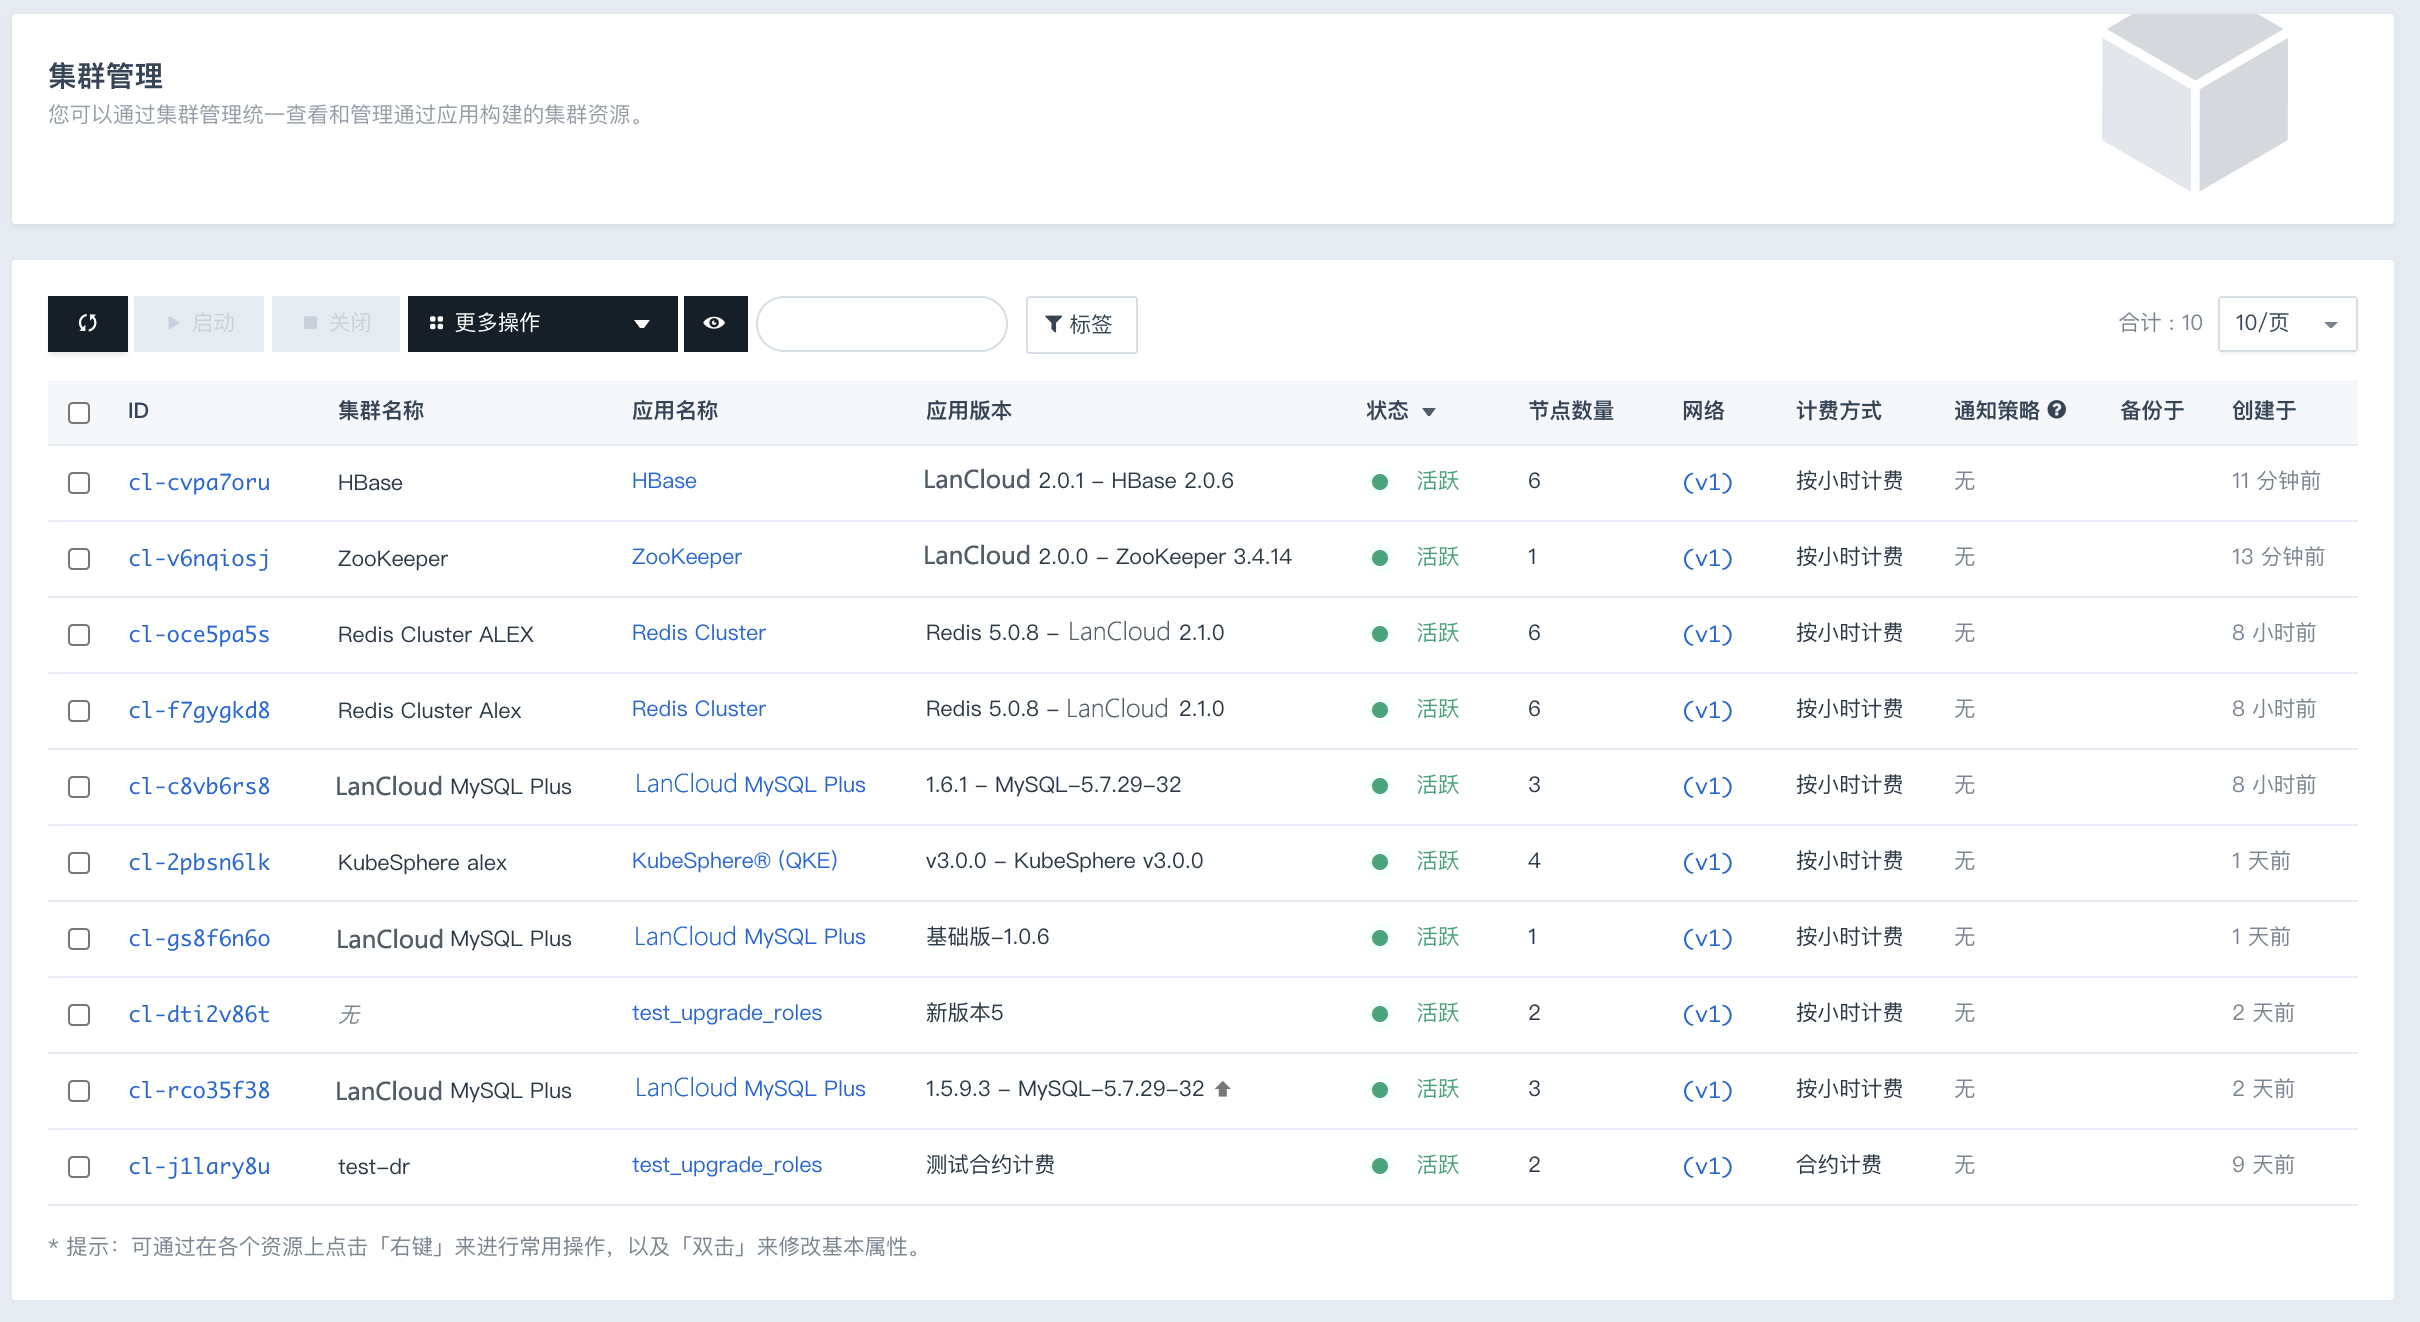 集群管理
您可以通过集群管理统一查看和管理通过应用构建的集群资源。
启动 关闭 更多操作 标签 合计：10 10/页
ID 集群名称 应用名称 应用版本 状态 节点数量 网络 计费方式 通知策略 备份于 创建于
cl-cvpa7oru HBase HBase LanCloud 2.0.1 – HBase 2.0.6 活跃 6 (v1) 按小时计费 无 11 分钟前
cl-v6nqiosj ZooKeeper ZooKeeper LanCloud 2.0.0 – ZooKeeper 3.4.14 活跃 1 (v1) 按小时计费 无 13 分钟前
cl-oce5pa5s Redis Cluster ALEX Redis Cluster Redis 5.0.8 – LanCloud 2.1.0 活跃 6 (v1) 按小时计费 无 8 小时前
cl-f7gygkd8 Redis Cluster Alex Redis Cluster Redis 5.0.8 – LanCloud 2.1.0 活跃 6 (v1) 按小时计费 无 8 小时前
cl-c8vb6rs8 LanCloud MySQL Plus LanCloud MySQL Plus 1.6.1 – MySQL–5.7.29–32 活跃 3 (v1) 按小时计费 无 8 小时前
cl-2pbsn6lk KubeSphere alex KubeSphere® (QKE) v3.0.0 – KubeSphere v3.0.0 活跃 4 (v1) 按小时计费 无 1 天前
cl-gs8f6n6o LanCloud MySQL Plus LanCloud MySQL Plus 基础版–1.0.6 活跃 1 (v1) 按小时计费 无 1 天前
cl-dti2v86t 无 test_upgrade_roles 新版本5 活跃 2 (v1) 按小时计费 无 2 天前
cl-rco35f38 LanCloud MySQL Plus LanCloud MySQL Plus 1.5.9.3 – MySQL–5.7.29–32 活跃 3 (v1) 按小时计费 无 2 天前
cl-j1lary8u test–dr test_upgrade_roles 测试合约计费 活跃 2 (v1) 合约计费 无 9 天前
* 提示：可通过在各个资源上点击「右键」来进行常用操作，以及「双击」来修改基本属性。